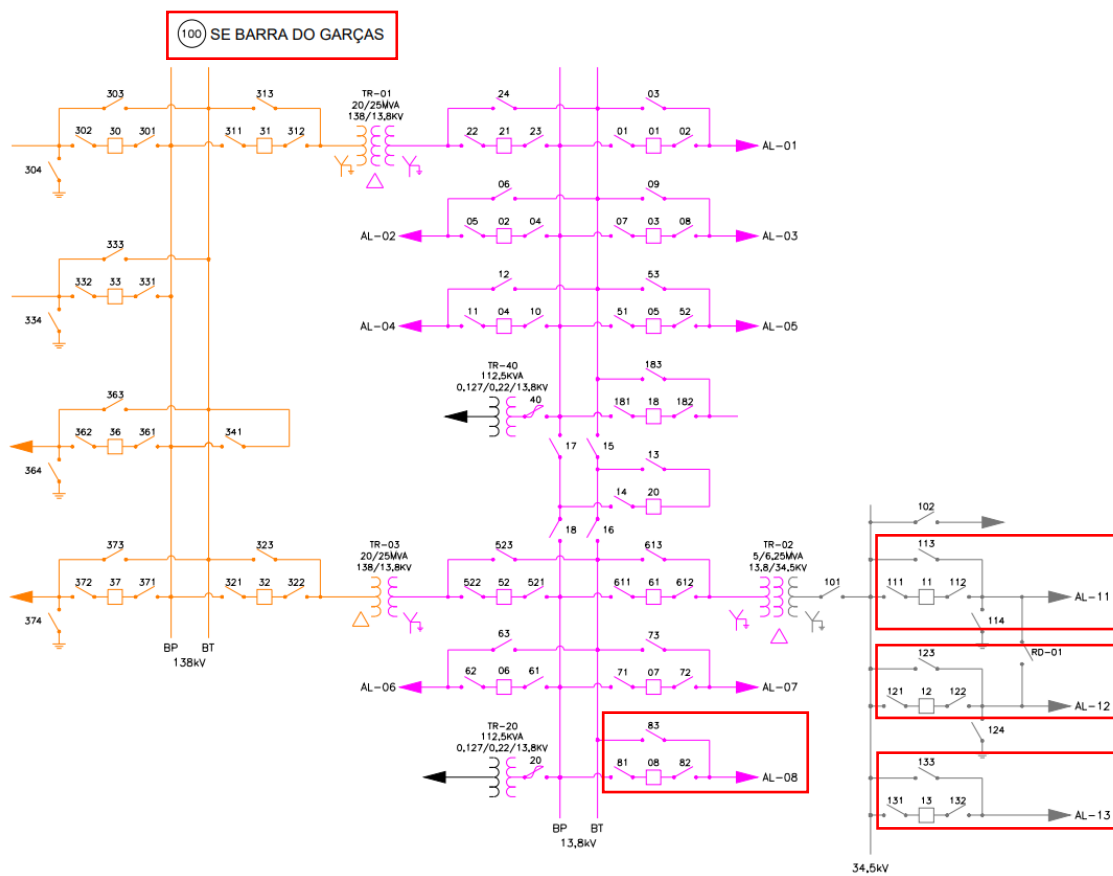 100 SE BARRA DO GARÇAS
303
313
302 30 301
311 31 312
304
TR-01
20/25MVA
138/13,8KV
24
03
22 21 23
01 01 02
AL-01
06
09
05 02 04
07 03 08
AL-02
AL-03
333
332 33 331
334
12
53
11 04 10
51 05 52
AL-04
AL-05
TR-40
112,5KVA
0,127/0,22/13,8KV
40
183
181 18 182
363
362 36 361
341
364
17
15
13
14 20
18
16
102
373
323
372 37 371
321 32 322
374
TR-03
20/25MVA
138/13,8KV
523
613
522 52 521
611 61 612
TR-02
5/6,25MVA
13,8/34,5KV
101
113
111 11 112
AL-11
114
RD-01
BP BT
138kV
63
73
62 06 61
71 07 72
AL-06
AL-07
123
121 12 122
AL-12
124
TR-20
112,5KVA
0,127/0,22/13,8KV
20
83
81 08 82
AL-08
133
131 13 132
AL-13
BP BT
13,8kV
34,5kV